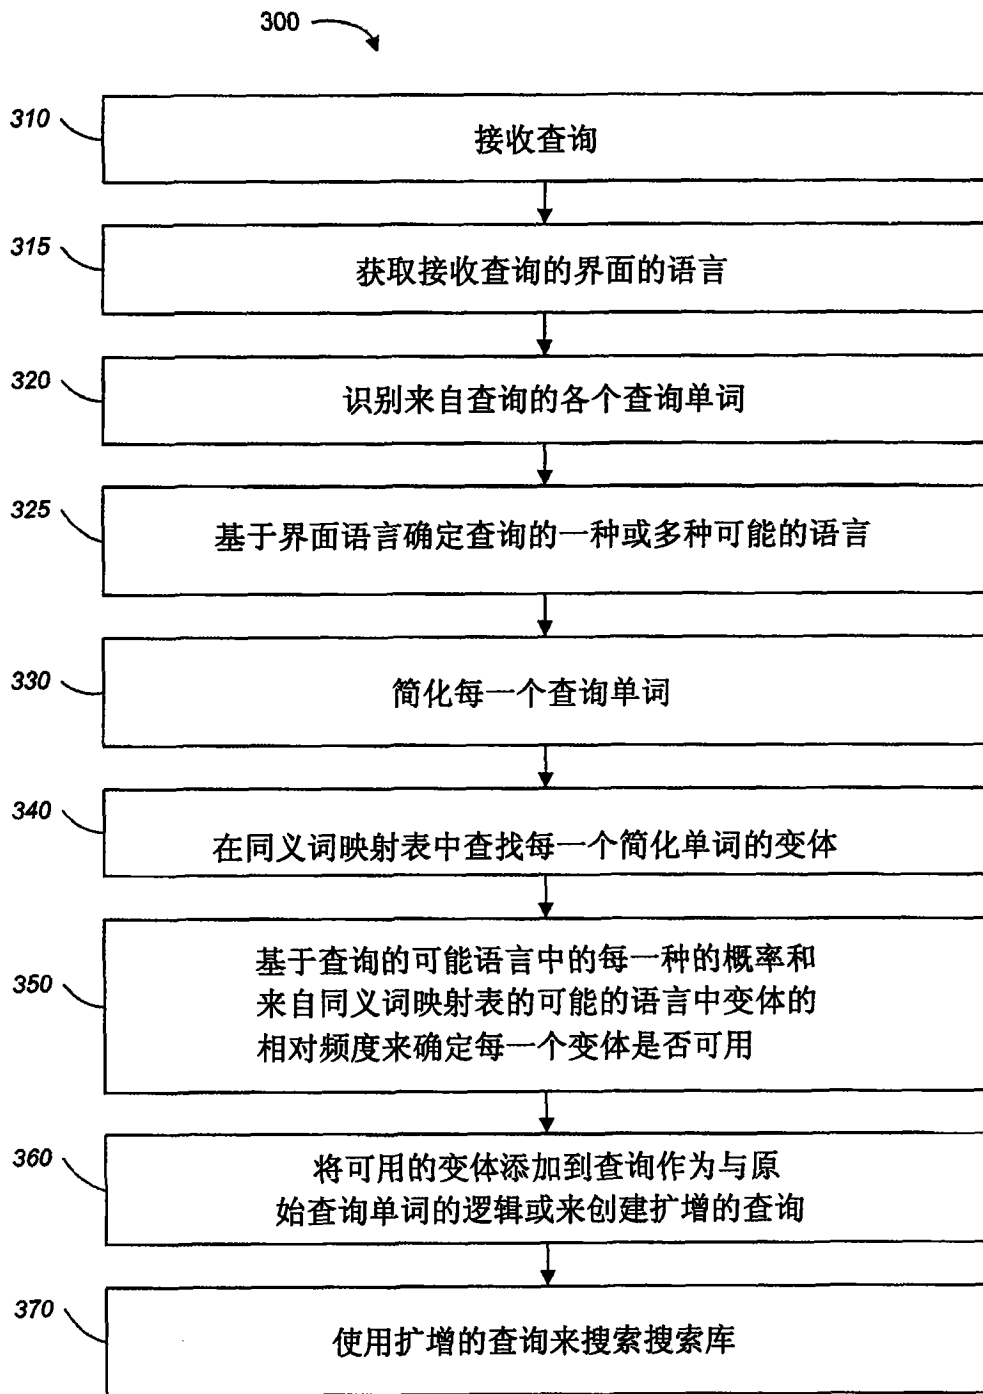 300
310
接收查询
315
获取接收查询的界面的语言
320
识别来自查询的各个查询单词
325
基于界面语言确定查询的一种或多种可能的语言
330
简化每一个查询单词
340
在同义词映射表中查找每一个简化单词的变体
350
基于查询的可能语言中的每一种的概率和
来自同义词映射表的可能的语言中变体的
相对频度来确定每一个变体是否可用
360
将可用的变体添加到查询作为与原
始查询单词的逻辑或来创建扩增的查询
370
使用扩增的查询来搜索搜索库